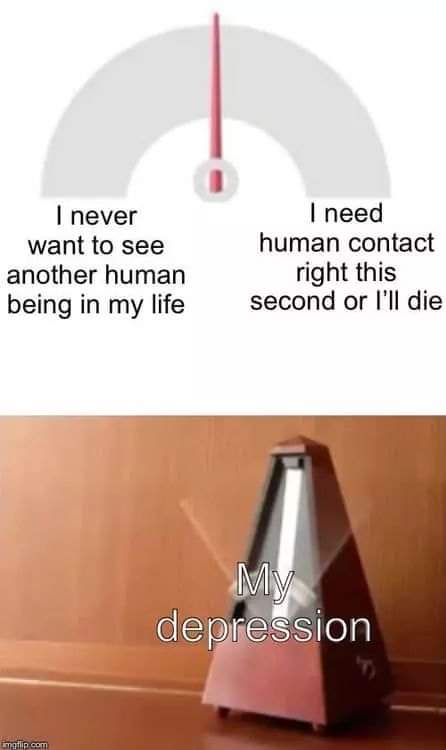 I never
want to see
another human
being in my life
I need
human contact
right this
second or I'll die
My
depression
imgflip.com